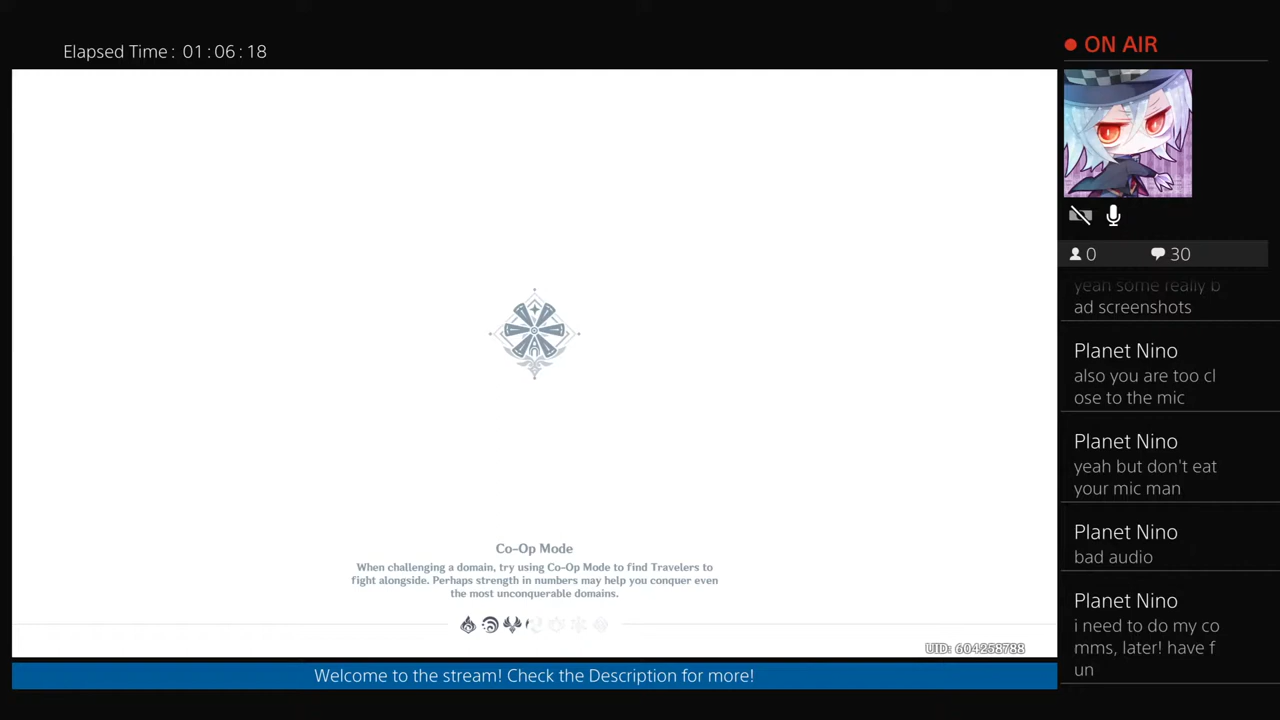 Elapsed Time : 01:06:18
ON AIR
0
30
yeah some really b
ad screenshots
Planet Nino
also you are too cl
ose to the mic
Planet Nino
yeah but don't eat
your mic man
Planet Nino
bad audio
Planet Nino
i need to do my co
mms, later! have f
un
Co-Op Mode
When challenging a domain, try using Co-Op Mode to find Travelers to
fight alongside. Perhaps strength in numbers may help you conquer even
the most unconquerable domains.
UID: 604258788
Welcome to the stream! Check the Description for more!